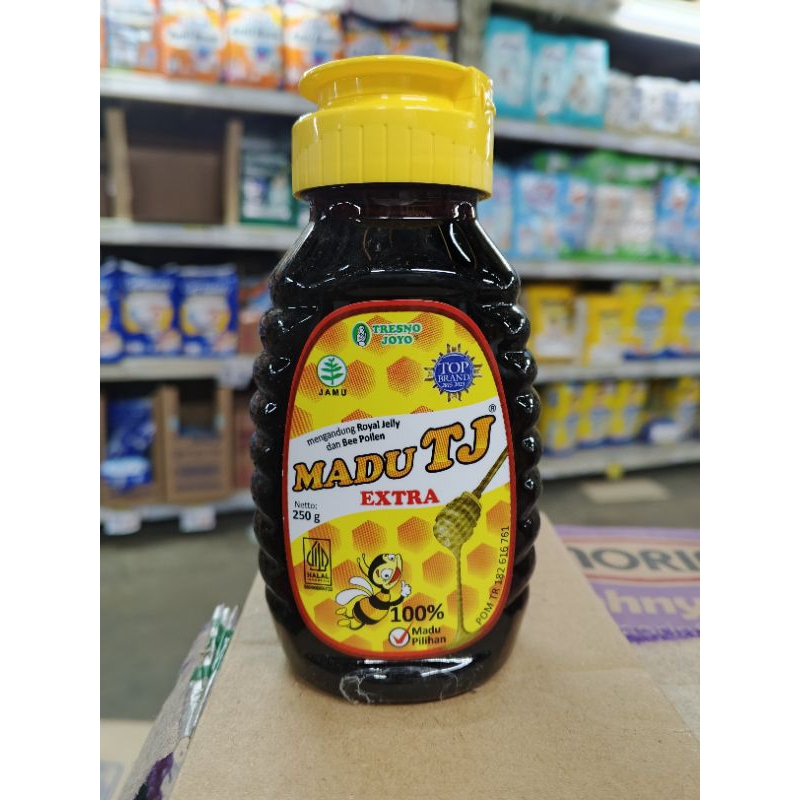 TRESNO
JOYO
JAMU
TOP
BRAND
mengandung Royal Jelly
dan Bee Pollen
MADU TJ®
EXTRA
Netto:
250 g
HALAL
INDONESIA
100%
Madu
Pilihan
POM TR 182 616 761